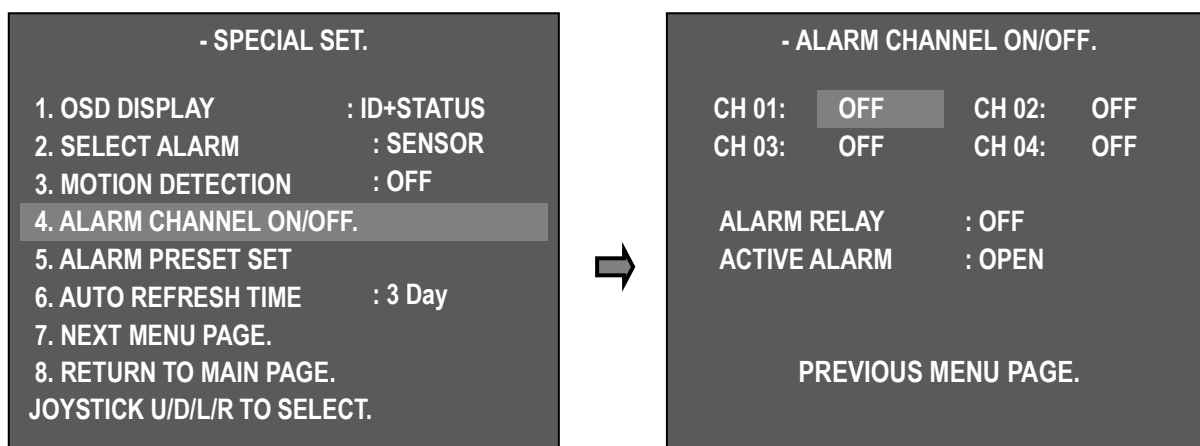 - SPECIAL SET.
1. OSD DISPLAY : ID+STATUS
2. SELECT ALARM : SENSOR
3. MOTION DETECTION : OFF
4. ALARM CHANNEL ON/OFF.
5. ALARM PRESET SET
6. AUTO REFRESH TIME : 3 Day
7. NEXT MENU PAGE.
8. RETURN TO MAIN PAGE.
JOYSTICK U/D/L/R TO SELECT.
- ALARM CHANNEL ON/OFF.
CH 01: OFF CH 02: OFF
CH 03: OFF CH 04: OFF
ALARM RELAY : OFF
ACTIVE ALARM : OPEN
PREVIOUS MENU PAGE.